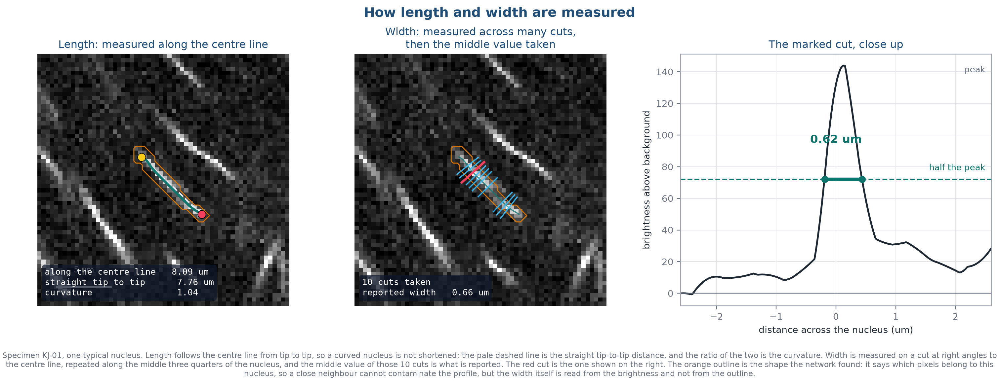 How length and width are measured
Length: measured along the centre line
Width: measured across many cuts,
then the middle value taken
The marked cut, close up
5 um
along the centre line 8.09 um
straight tip to tip 7.76 um
curvature 1.04
10 cuts taken
reported width 0.66 um
brightness above background
140
120
100
80
60
40
20
0
peak
0.62 um
half the peak
−2 −1 0 1 2
distance across the nucleus (um)
Specimen KJ-01, one typical nucleus. Length follows the centre line from tip to tip, so a curved nucleus is not shortened; the pale dashed line is the straight tip-to-tip distance, and the ratio of the two is the curvature. Width is measured on a cut at right angles to
the centre line, repeated along the middle three quarters of the nucleus, and the middle value of those 10 cuts is what is reported. The red cut is the one shown on the right. The orange outline is the shape the network found: it says which pixels belong to this
nucleus, so a close neighbour cannot contaminate the profile, but the width itself is read from the brightness and not from the outline.